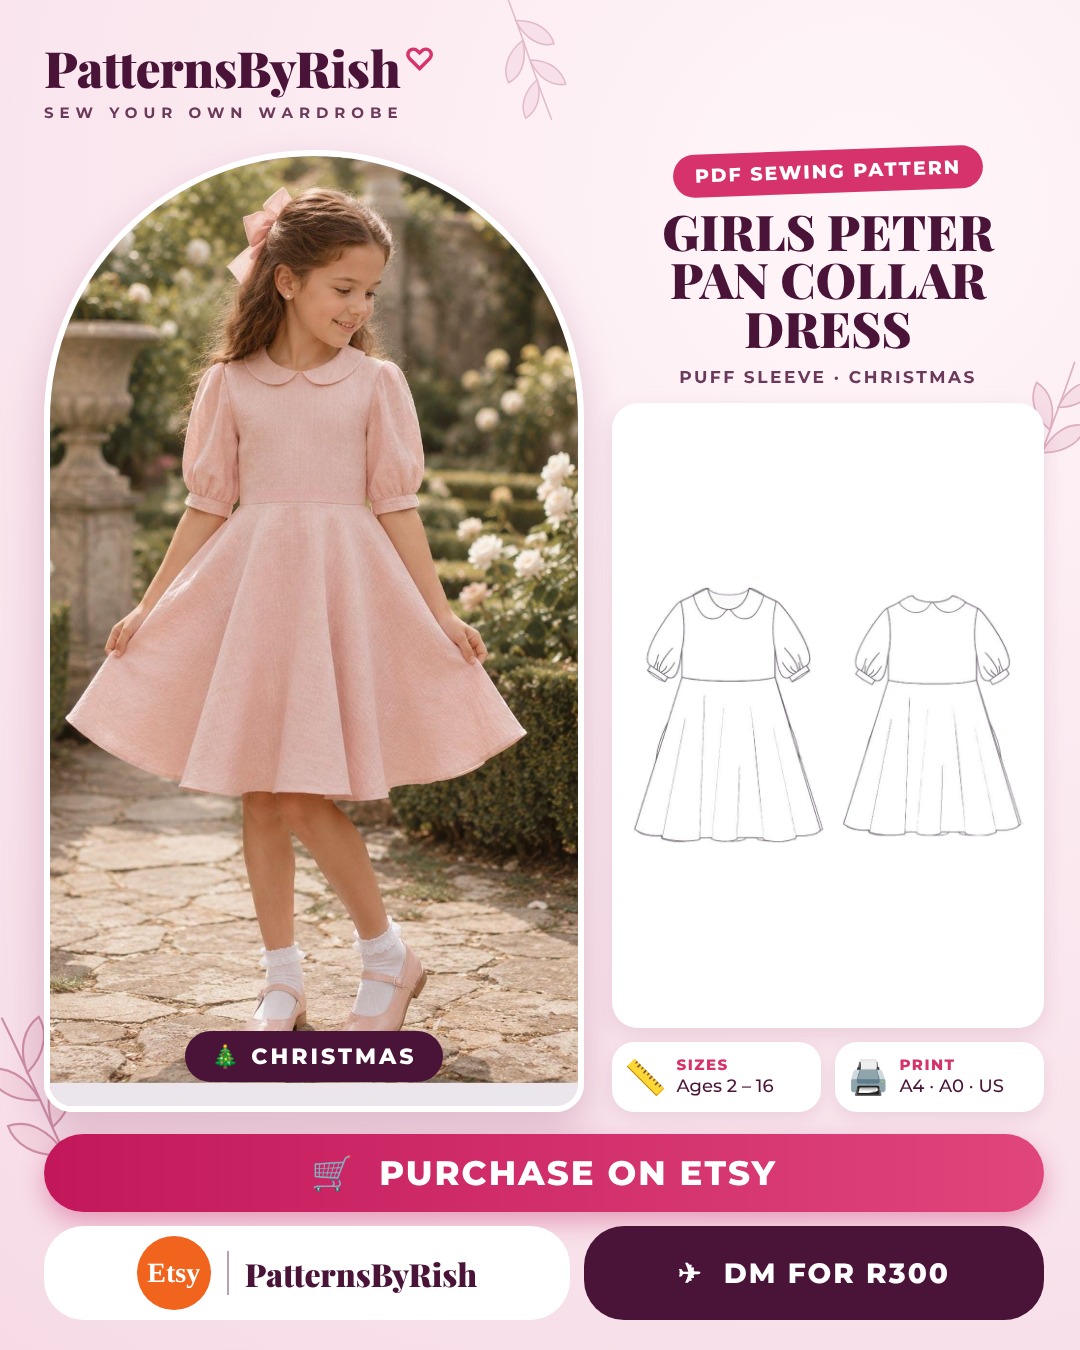 PatternsByRish
SEW YOUR OWN WARDROBE
PDF SEWING PATTERN
GIRLS PETER
PAN COLLAR
DRESS
PUFF SLEEVE · CHRISTMAS
🎄 CHRISTMAS
SIZES
Ages 2 – 16
PRINT
A4 · A0 · US
PURCHASE ON ETSY
Etsy | PatternsByRish
✈ DM FOR R300